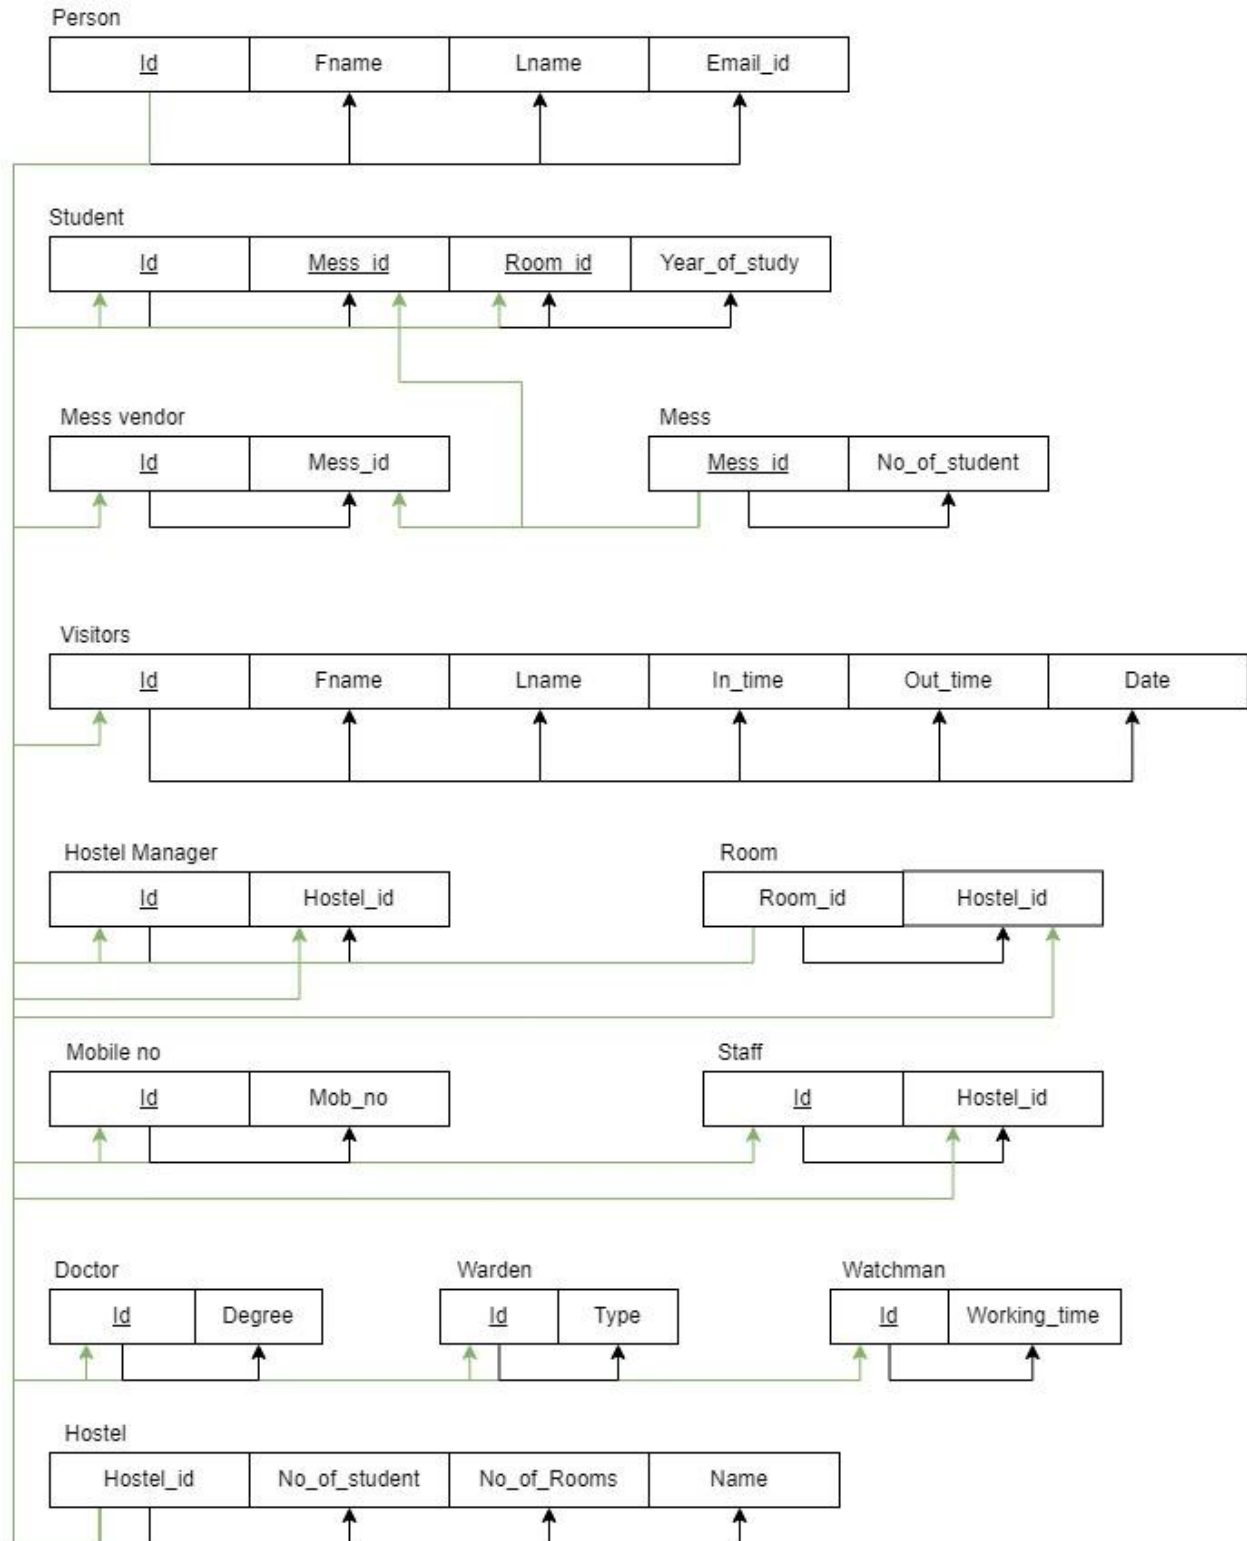 Person
Id Fname Lname Email_id
Student
Id Mess_id Room_id Year_of_study
Mess vendor Mess
Id Mess_id Mess_id No_of_student
Visitors
Id Fname Lname In_time Out_time Date
Hostel Manager Room
Id Hostel_id Room_id Hostel_id
Mobile no Staff
Id Mob_no Id Hostel_id
Doctor Warden Watchman
Id Degree Id Type Id Working_time
Hostel
Hostel_id No_of_student No_of_Rooms Name